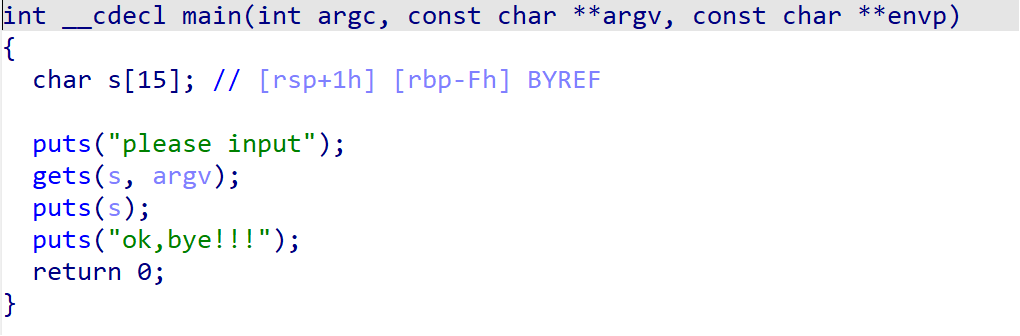 int __cdecl main(int argc, const char **argv, const char **envp)
{
  char s[15]; // [rsp+1h] [rbp-Fh] BYREF

  puts("please input");
  gets(s, argv);
  puts(s);
  puts("ok,bye!!!");
  return 0;
}